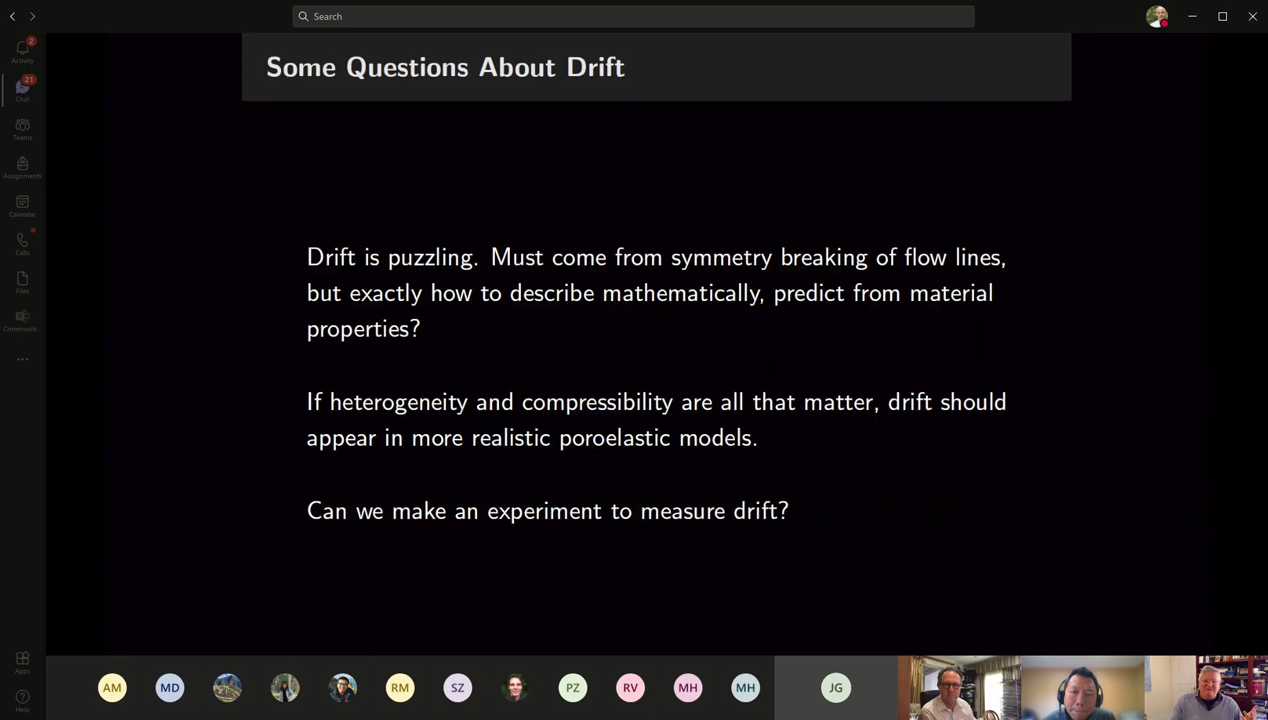 Search
2
Activity
21
Chat
Teams
Assignments
Calendar
Calls
Files
Communiti...
Apps
Help
Some Questions About Drift
Drift is puzzling. Must come from symmetry breaking of flow lines,
but exactly how to describe mathematically, predict from material
properties?
If heterogeneity and compressibility are all that matter, drift should
appear in more realistic poroelastic models.
Can we make an experiment to measure drift?
AM
MD
RM
SZ
PZ
RV
MH
MH
JG